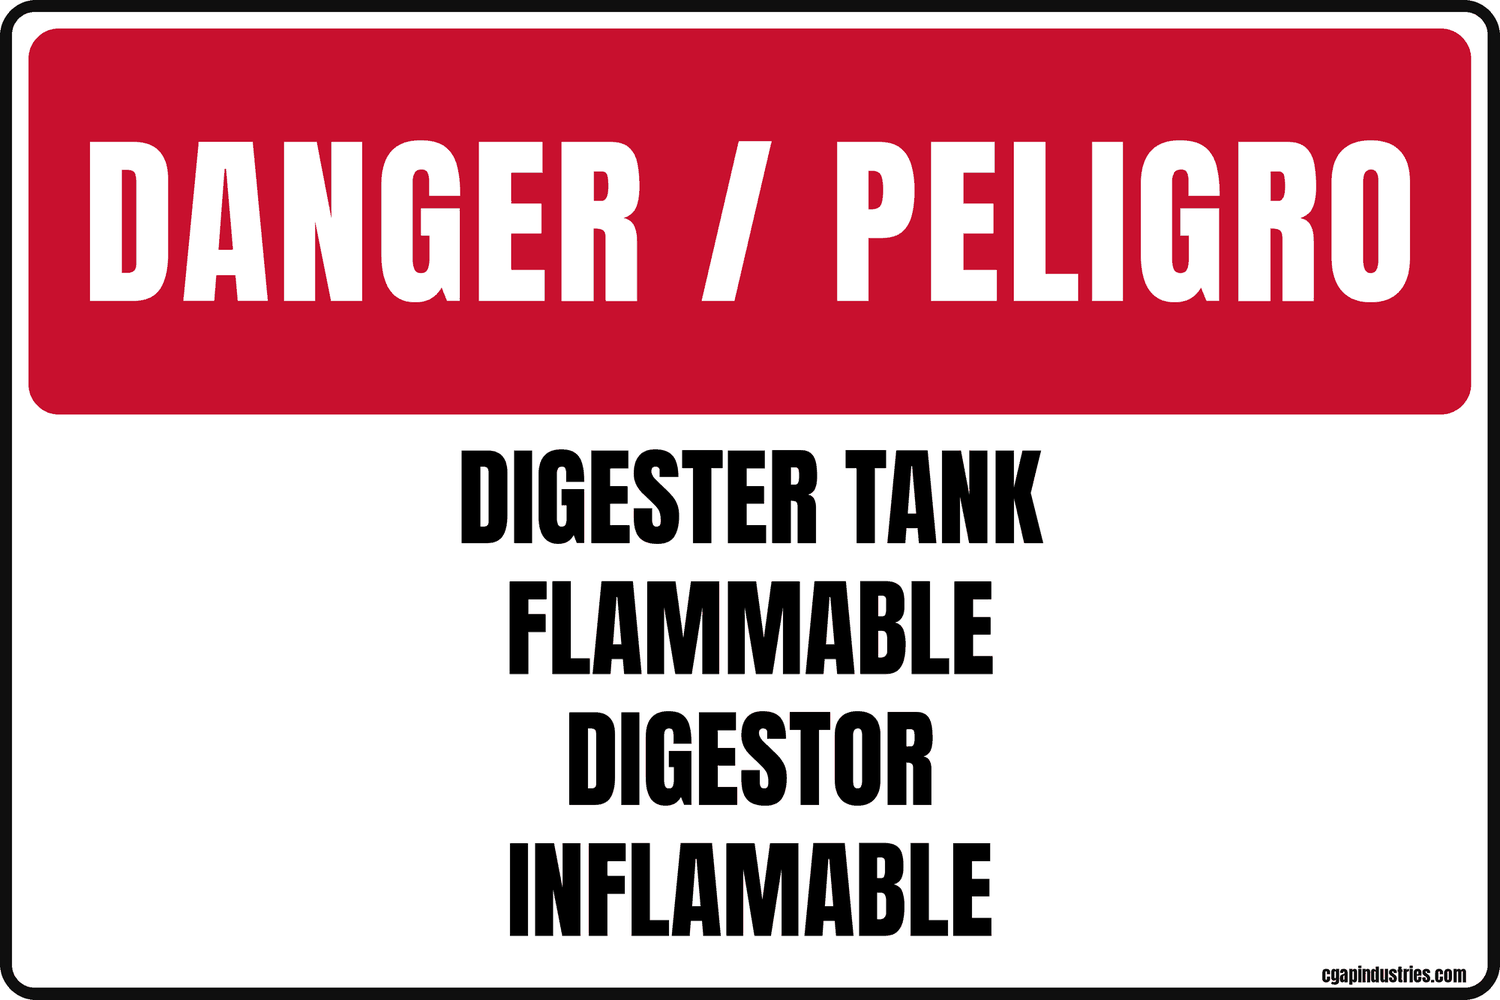 DANGER / PELIGRO
DIGESTER TANK
FLAMMABLE
DIGESTOR
INFLAMABLE
cgapindustries.com